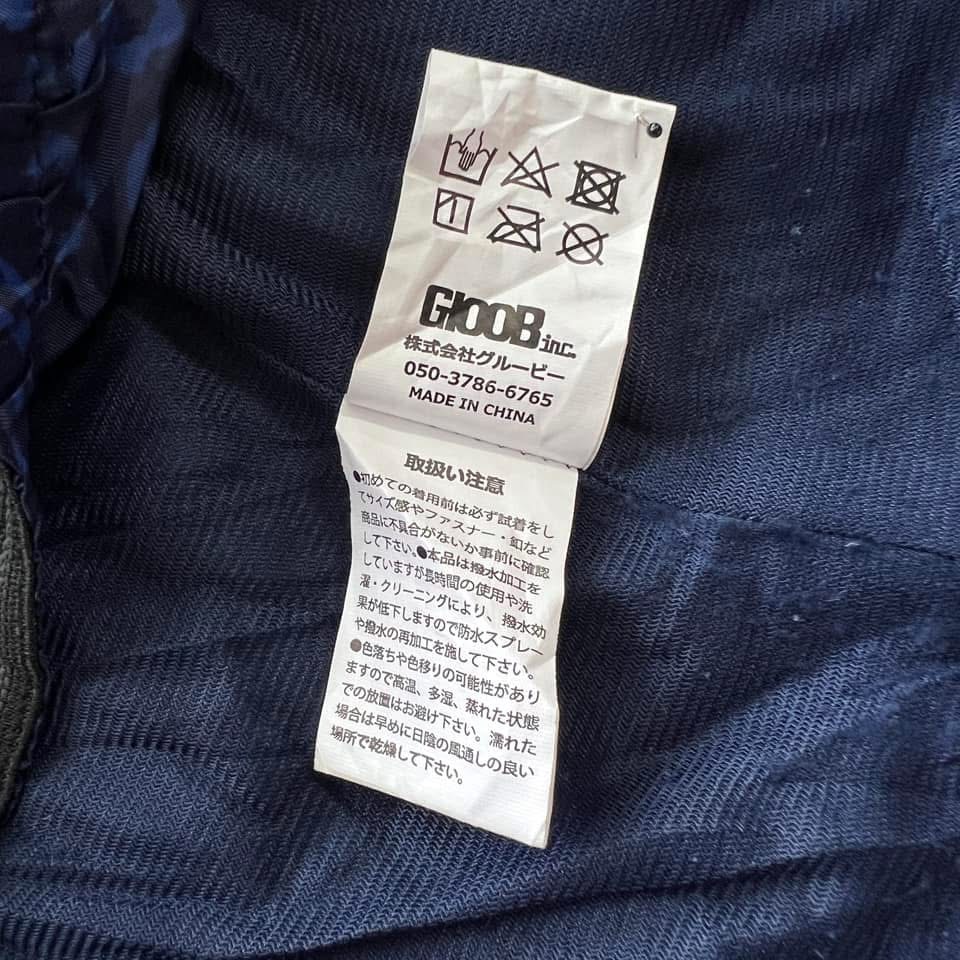 GlOOB inc.
株式会社グルービー
050-3786-6765
MADE IN CHINA
取扱い注意
●初めての着用前は必ず試着をし
てサイズ感やファスナー・釦など
商品に不具合がないか事前に確認
して下さい。●本品は撥水加工を
していますが長時間の使用や洗
濯・クリーニングにより、撥水効
果が低下しますので防水スプレー
や撥水の再加工を施して下さい。
●色落ちや色移りの可能性があり
ますので高温、多湿、蒸れた状態
での放置はお避け下さい。濡れた
場合は早めに日陰の風通しの良い
場所で乾燥して下さい。